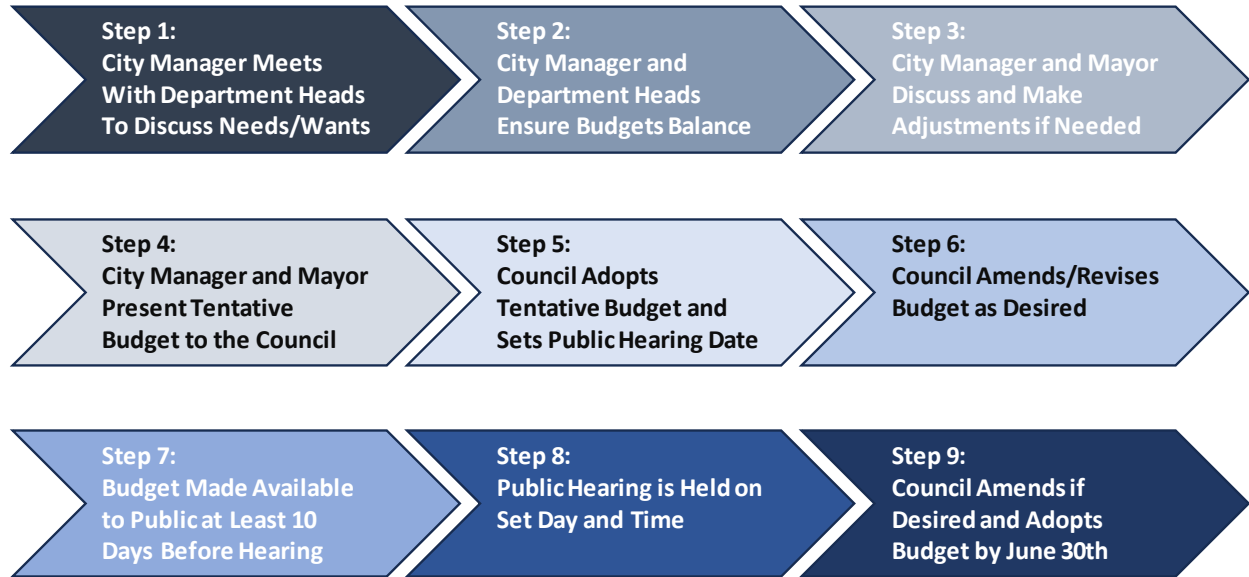 Step 1:
City Manager Meets
With Department Heads
To Discuss Needs/Wants
Step 2:
City Manager and
Department Heads
Ensure Budgets Balance
Step 3:
City Manager and Mayor
Discuss and Make
Adjustments if Needed
Step 4:
City Manager and Mayor
Present Tentative
Budget to the Council
Step 5:
Council Adopts
Tentative Budget and
Sets Public Hearing Date
Step 6:
Council Amends/Revises
Budget as Desired
Step 7:
Budget Made Available
to Public at Least 10
Days Before Hearing
Step 8:
Public Hearing is Held on
Set Day and Time
Step 9:
Council Amends if
Desired and Adopts
Budget by June 30th